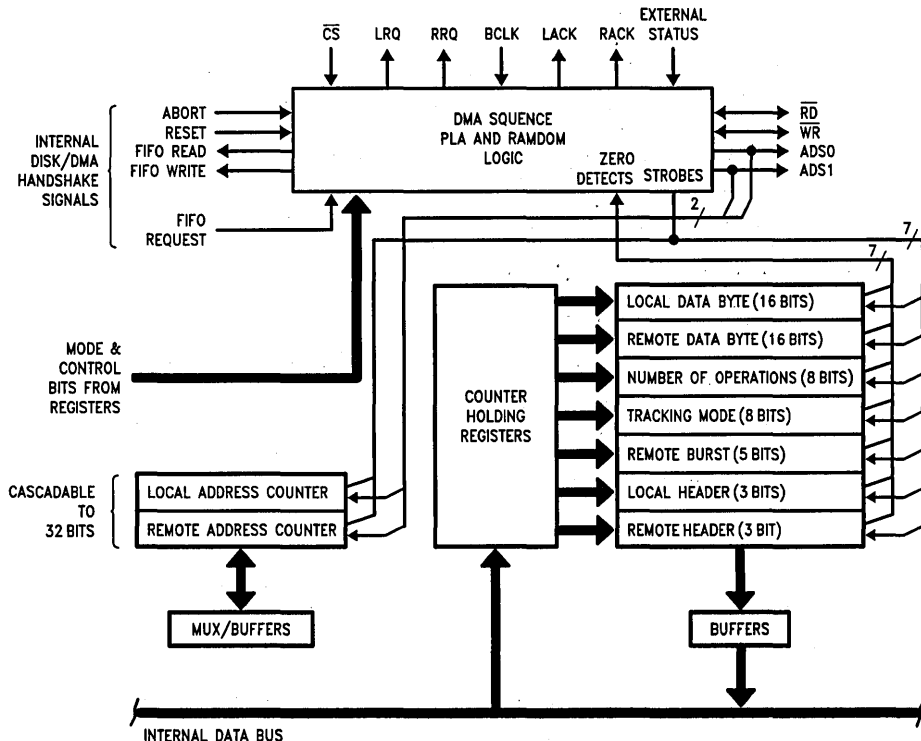 EXTERNAL
CS LRQ RRQ BCLK LACK RACK STATUS
INTERNAL
DISK/DMA
HANDSHAKE
SIGNALS
ABORT
RESET
FIFO READ
FIFO WRITE
FIFO
REQUEST
DMA SQUENCE
PLA AND RAMDOM
LOGIC
ZERO
DETECTS
STROBES
RD
WR
ADS0
ADS1
2
7
7
MODE &
CONTROL
BITS FROM
REGISTERS
COUNTER
HOLDING
REGISTERS
LOCAL DATA BYTE (16 BITS)
REMOTE DATA BYTE (16 BITS)
NUMBER OF OPERATIONS (8 BITS)
TRACKING MODE (8 BITS)
REMOTE BURST (5 BITS)
LOCAL HEADER (3 BITS)
REMOTE HEADER (3 BIT)
CASCADABLE
TO
32 BITS
LOCAL ADDRESS COUNTER
REMOTE ADDRESS COUNTER
MUX/BUFFERS
BUFFERS
INTERNAL DATA BUS